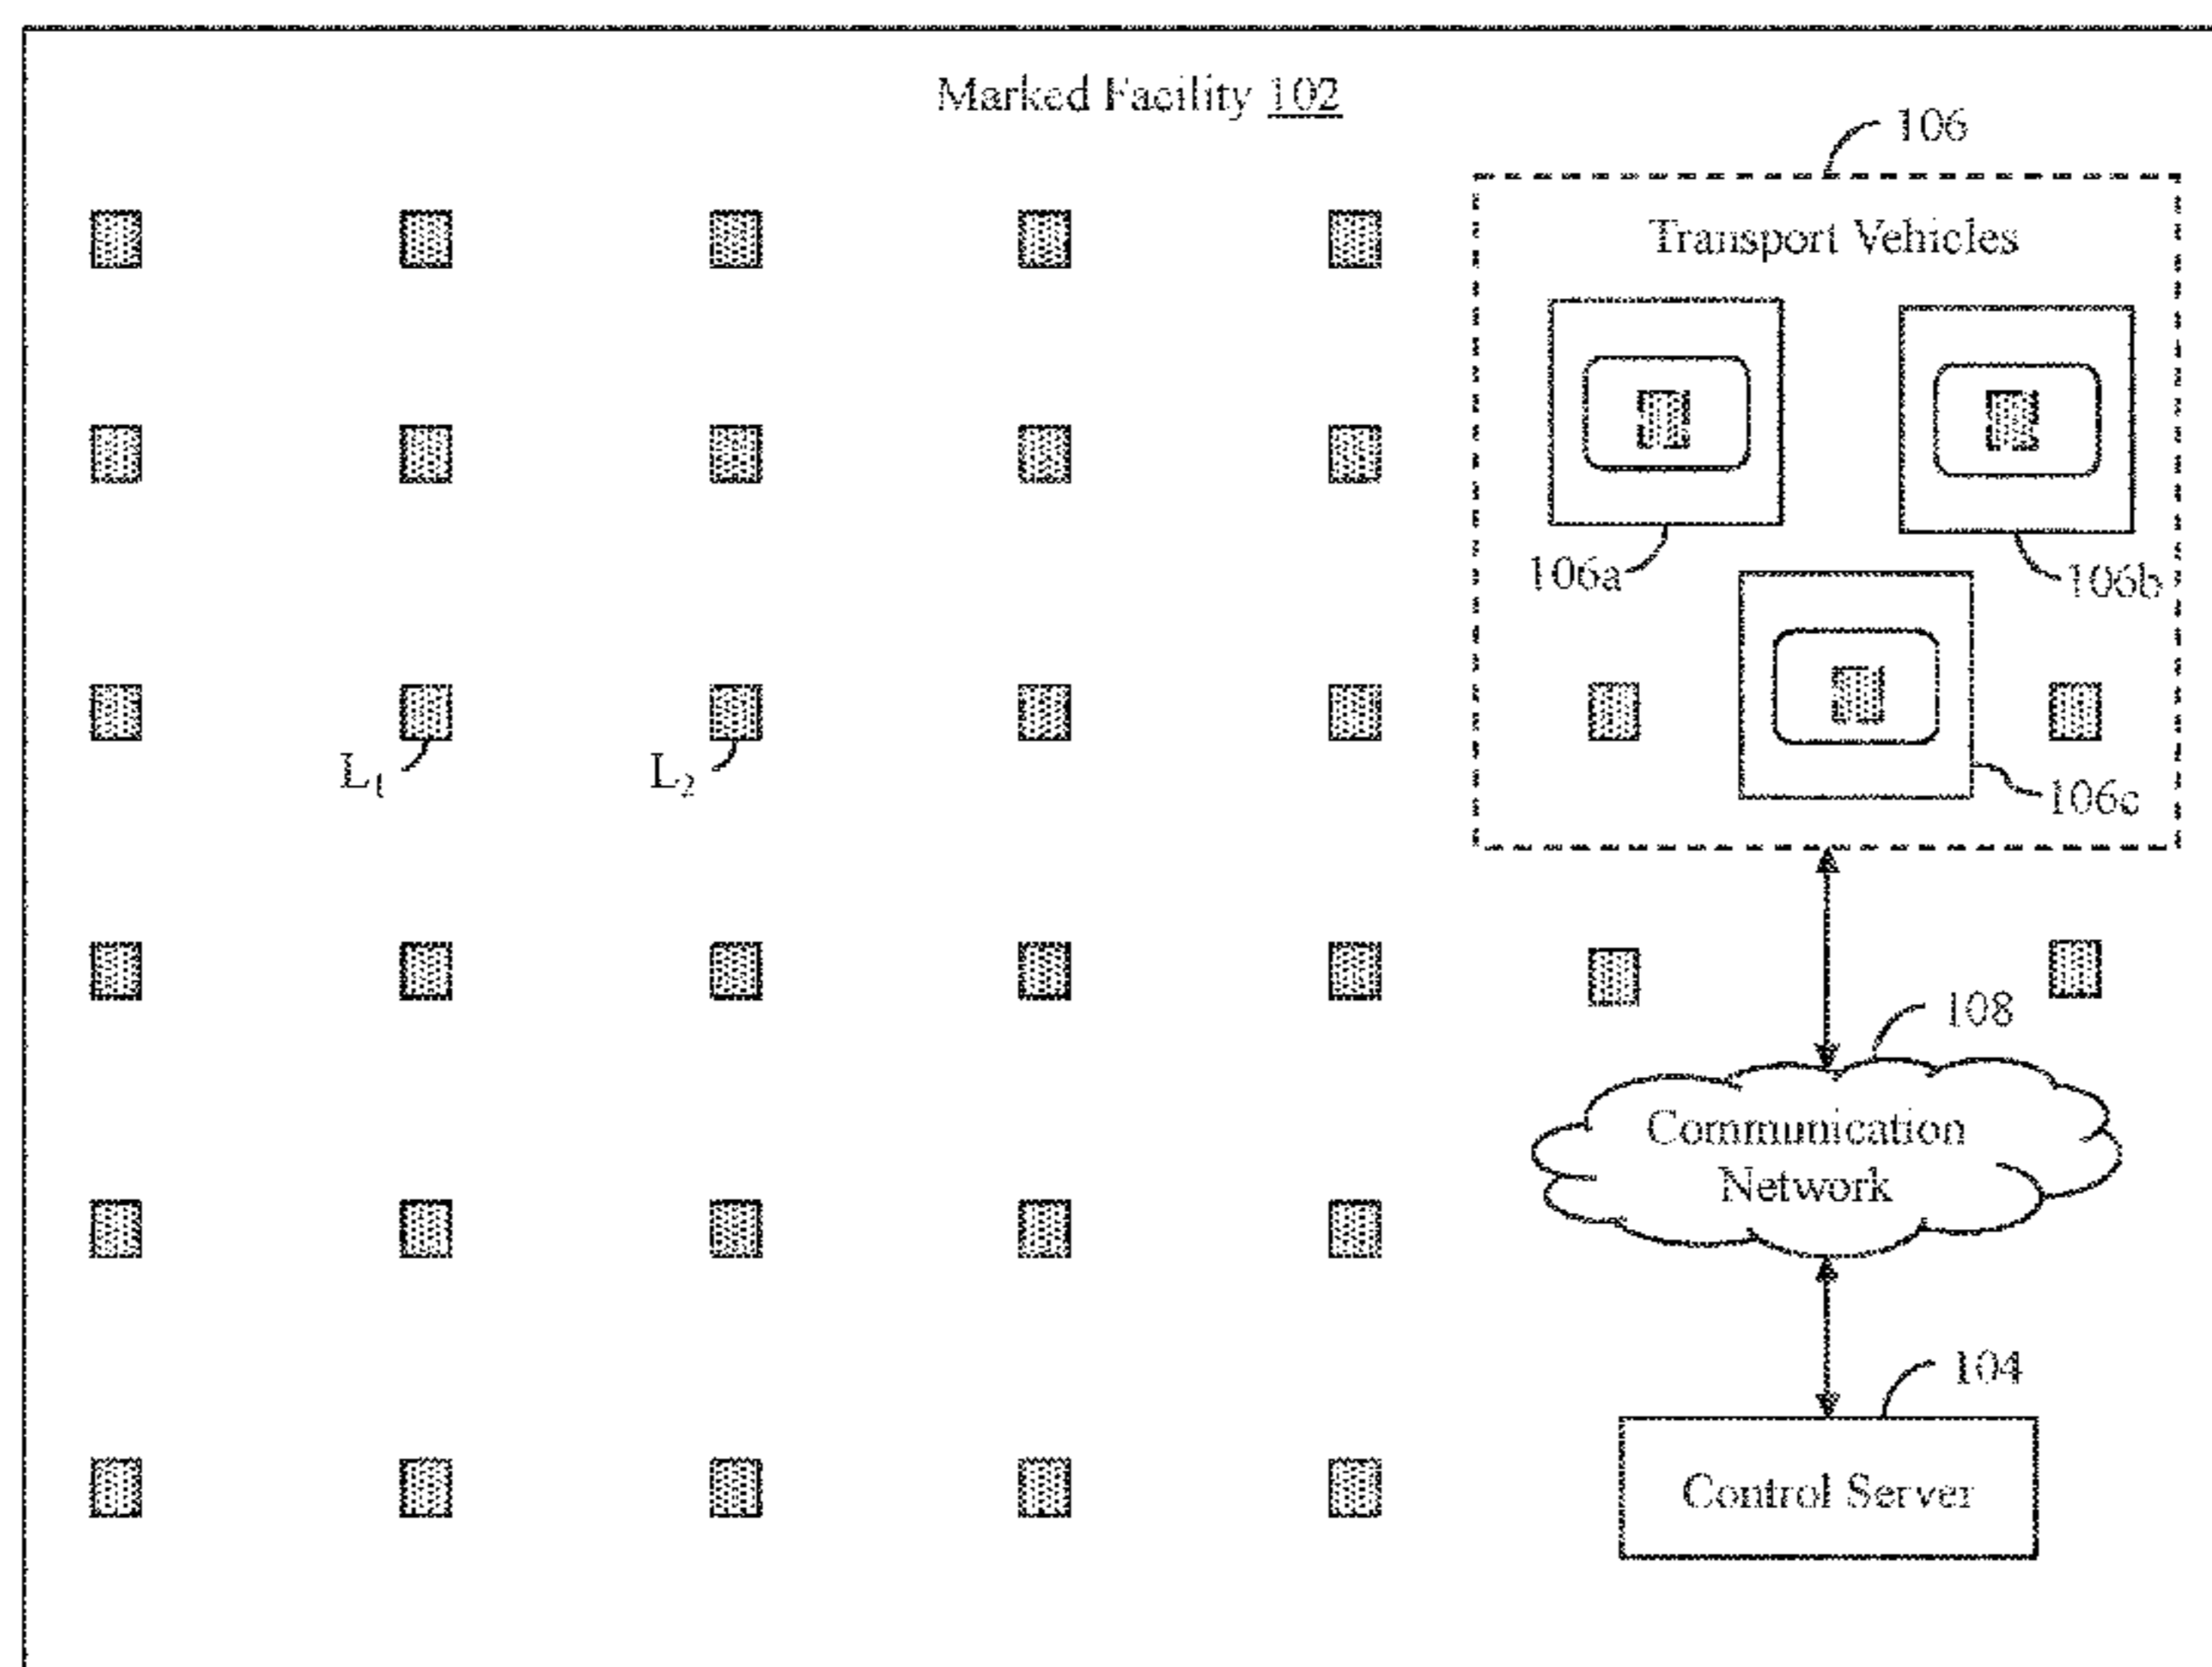 Marked Facility 102
106
Transport Vehicles
106a
106b
L1
L2
106c
108
Communication
Network
104
Control Server